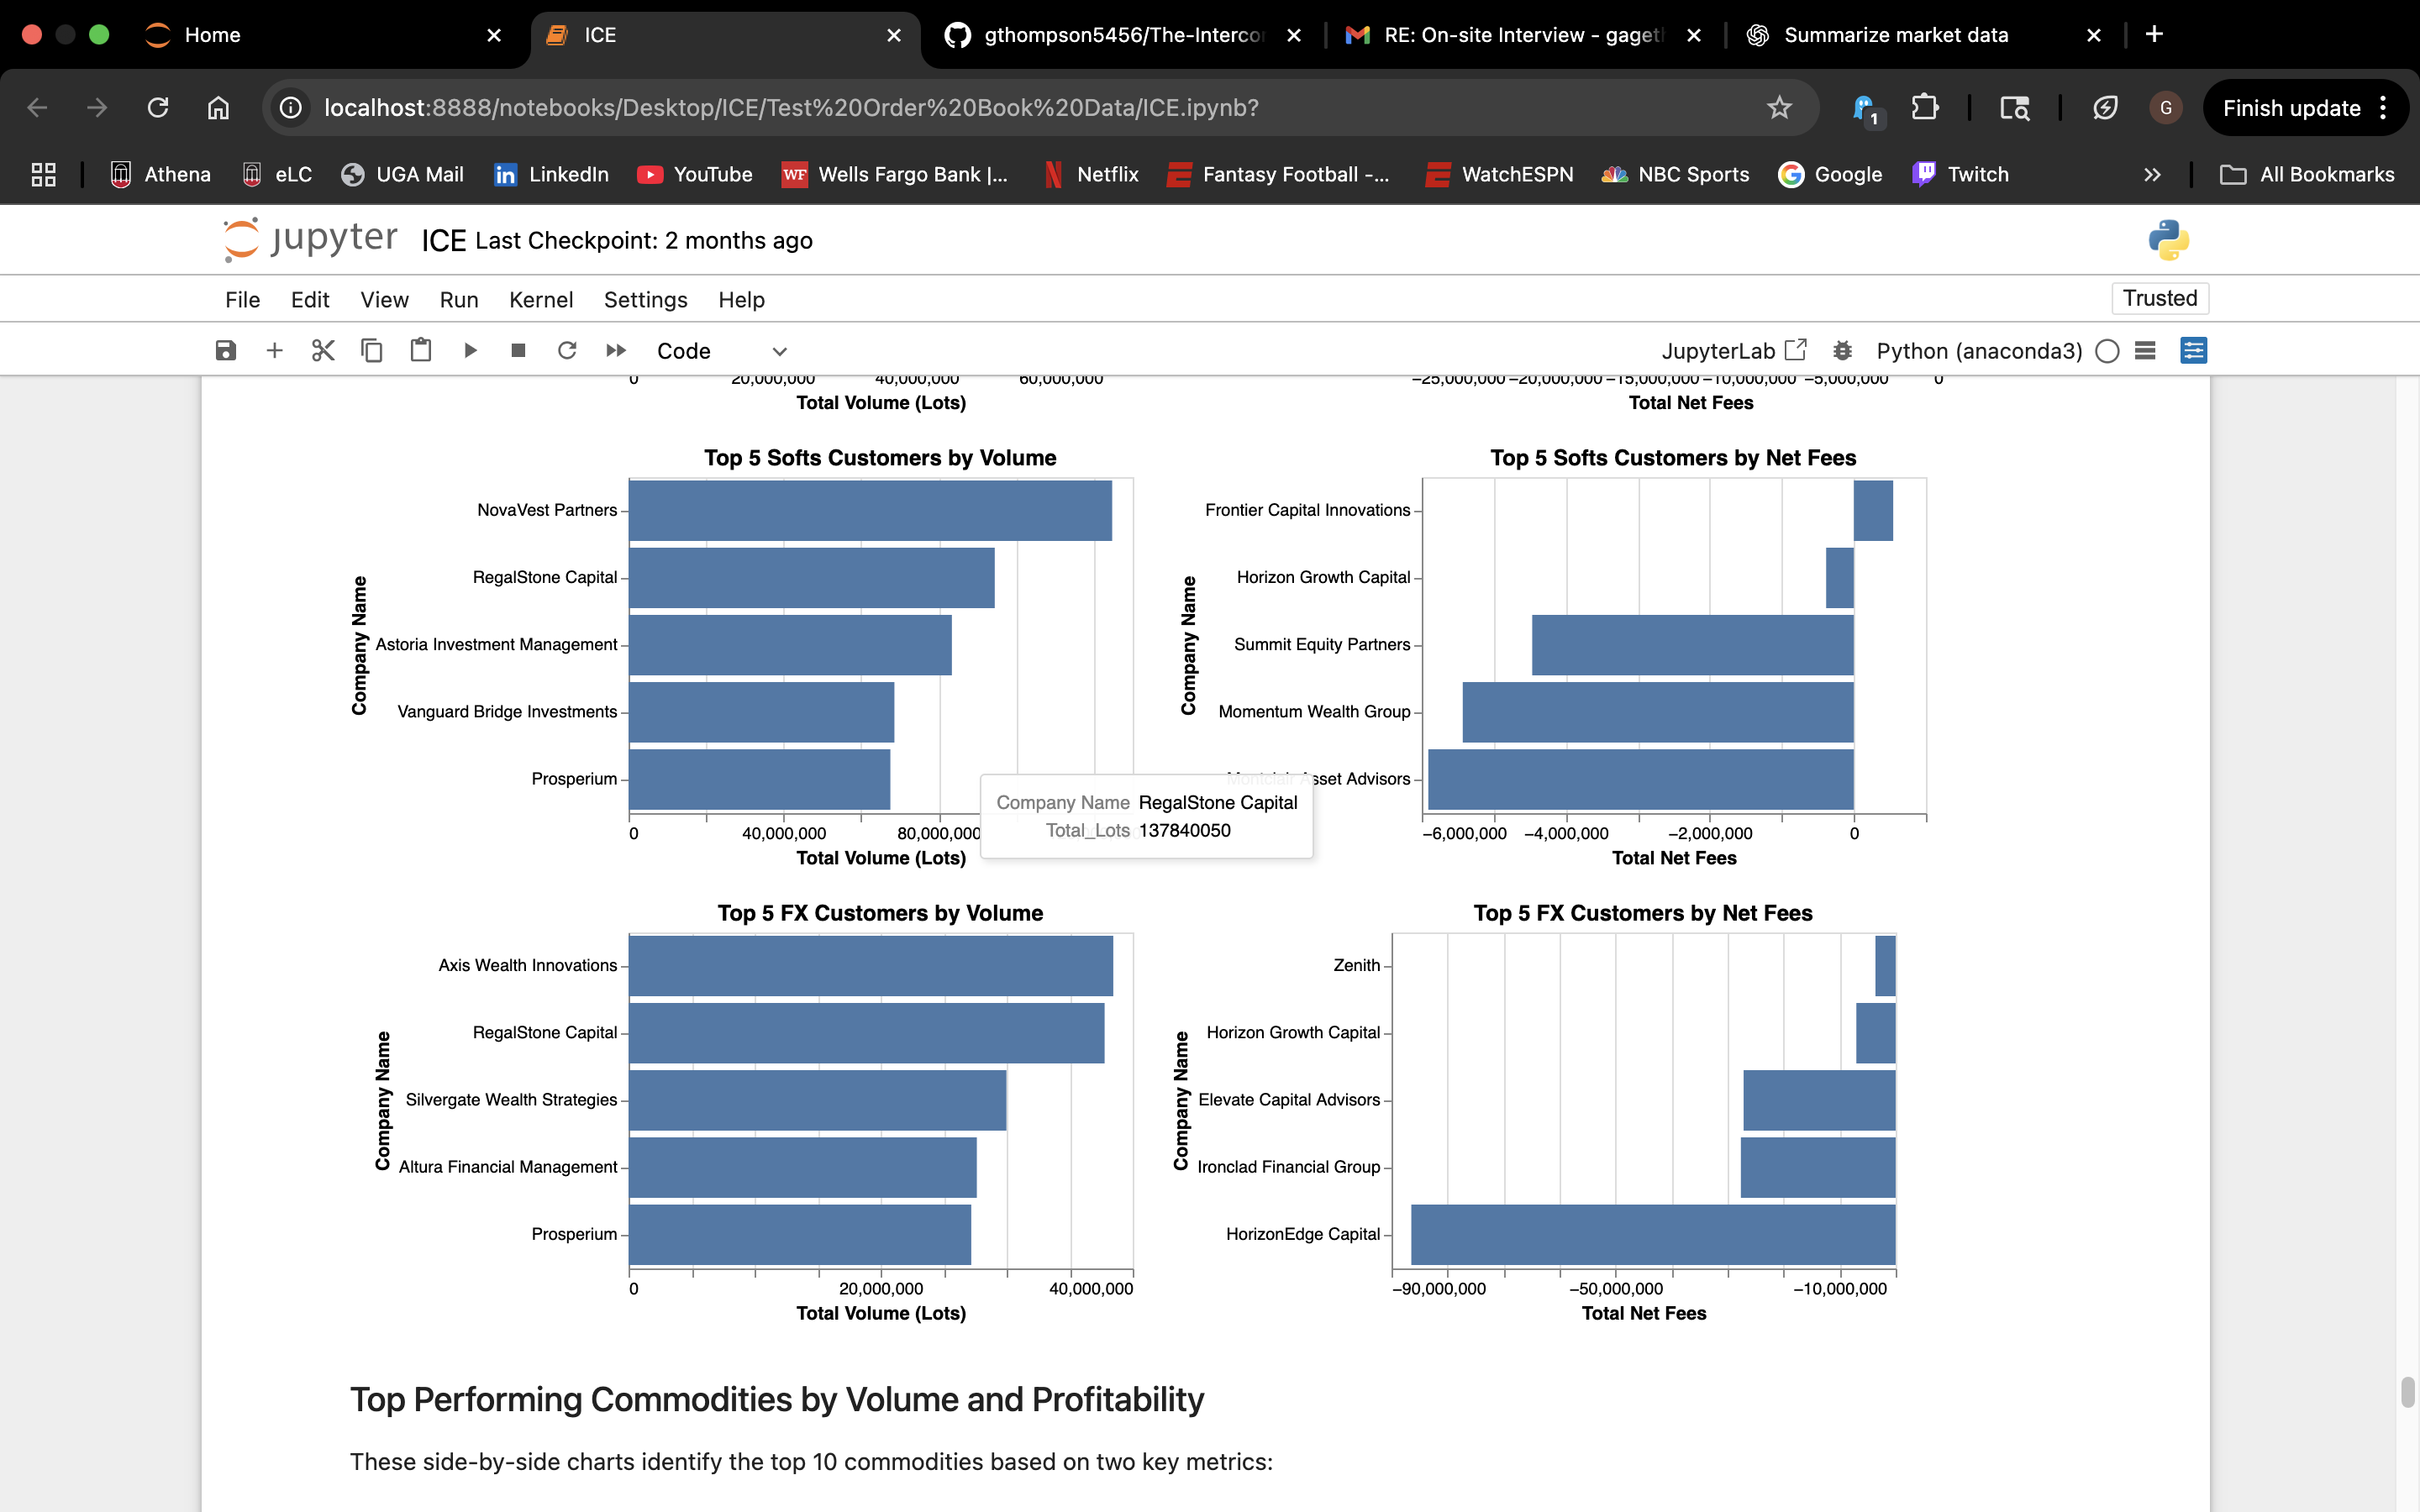 Home
ICE
gthompson5456/The-Interco
RE: On-site Interview - gageth
Summarize market data
localhost:8888/notebooks/Desktop/ICE/Test%20Order%20Book%20Data/ICE.ipynb?
1
G
Finish update
Athena
eLC
UGA Mail
LinkedIn
YouTube
WF Wells Fargo Bank |...
Netflix
Fantasy Football -...
WatchESPN
NBC Sports
Google
Twitch
All Bookmarks
jupyter ICE Last Checkpoint: 2 months ago
File Edit View Run Kernel Settings Help
Trusted
Code
JupyterLab
Python (anaconda3)
0 20,000,000 40,000,000 60,000,000
Total Volume (Lots)
−25,000,000 −20,000,000 −15,000,000 −10,000,000 −5,000,000 0
Total Net Fees
Top 5 Softs Customers by Volume
Company Name
NovaVest Partners
RegalStone Capital
Astoria Investment Management
Vanguard Bridge Investments
Prosperium
0 40,000,000 80,000,000
Total Volume (Lots)
Top 5 Softs Customers by Net Fees
Company Name
Frontier Capital Innovations
Horizon Growth Capital
Summit Equity Partners
Momentum Wealth Group
Montclair Asset Advisors
−6,000,000 −4,000,000 −2,000,000 0
Total Net Fees
Company Name RegalStone Capital
Total_Lots 137840050
Top 5 FX Customers by Volume
Company Name
Axis Wealth Innovations
RegalStone Capital
Silvergate Wealth Strategies
Altura Financial Management
Prosperium
0 20,000,000 40,000,000
Total Volume (Lots)
Top 5 FX Customers by Net Fees
Company Name
Zenith
Horizon Growth Capital
Elevate Capital Advisors
Ironclad Financial Group
HorizonEdge Capital
−90,000,000 −50,000,000 −10,000,000
Total Net Fees
Top Performing Commodities by Volume and Profitability
These side-by-side charts identify the top 10 commodities based on two key metrics: